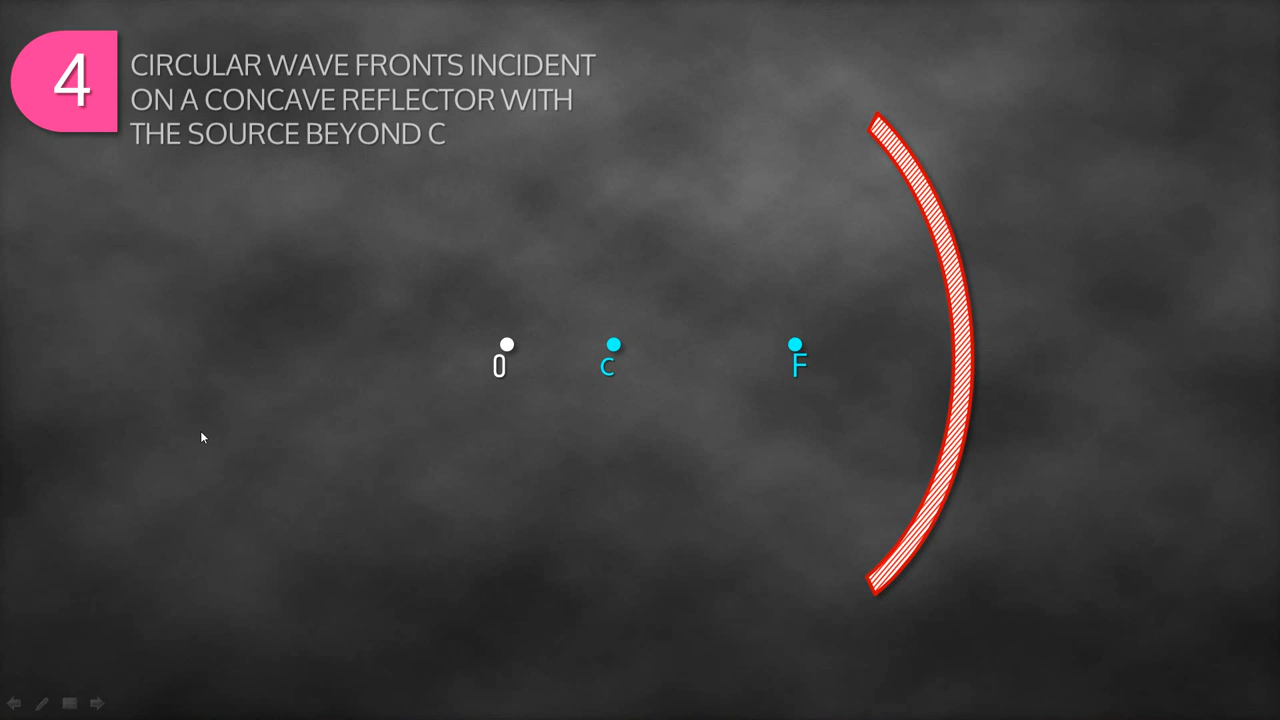 4
CIRCULAR WAVE FRONTS INCIDENT
ON A CONCAVE REFLECTOR WITH
THE SOURCE BEYOND C
0 C F